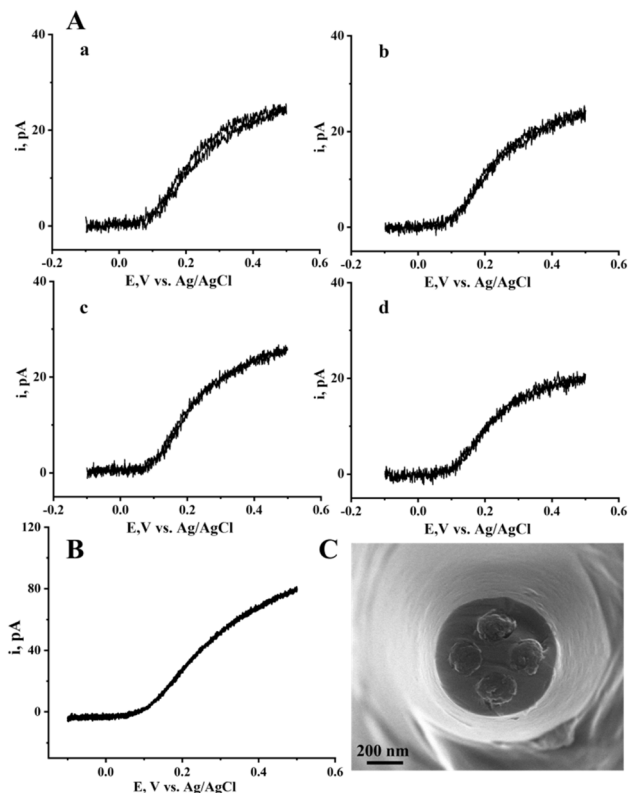 A
a
40
20
0
i, pA
-0.2 0.0 0.2 0.4 0.6
E,V vs. Ag/AgCl
b
40
20
0
i, pA
-0.2 0.0 0.2 0.4 0.6
E,V vs. Ag/AgCl
c
40
20
0
i, pA
-0.2 0.0 0.2 0.4 0.6
E,V vs. Ag/AgCl
d
40
20
0
i, pA
-0.2 0.0 0.2 0.4 0.6
E,V vs. Ag/AgCl
B
120
80
40
0
i, pA
0.0 0.2 0.4 0.6
E, V vs. Ag/AgCl
C
200 nm